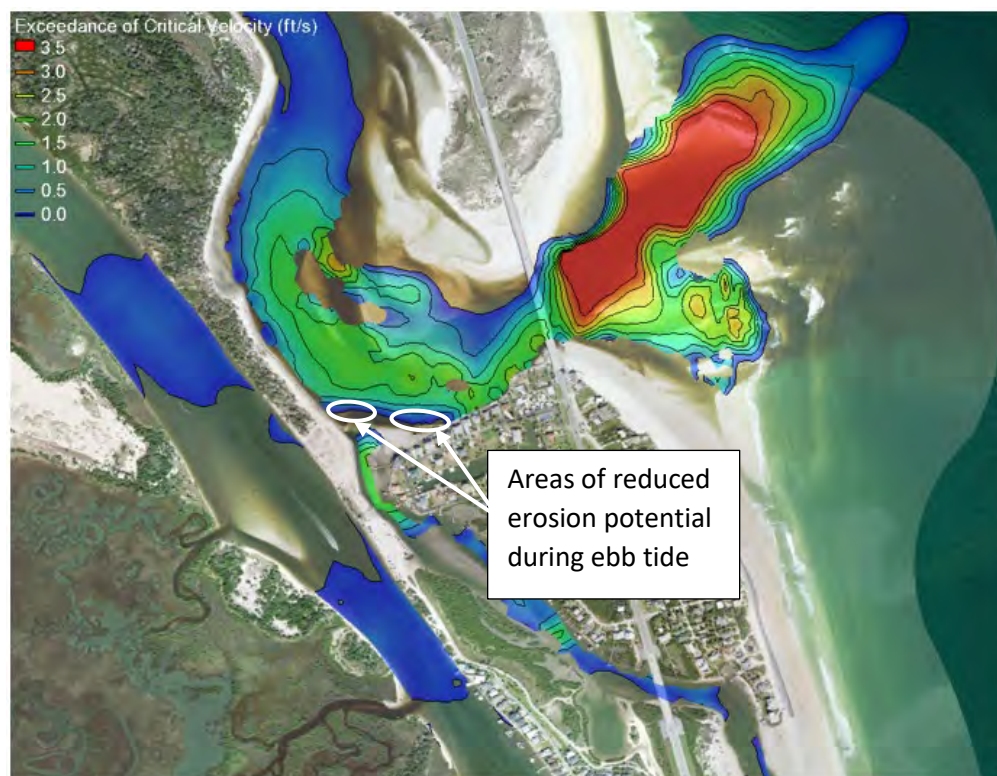 Exceedance of Critical Velocity (ft/s)
3.5
3.0
2.5
2.0
1.5
1.0
0.5
0.0
Areas of reduced
erosion potential
during ebb tide